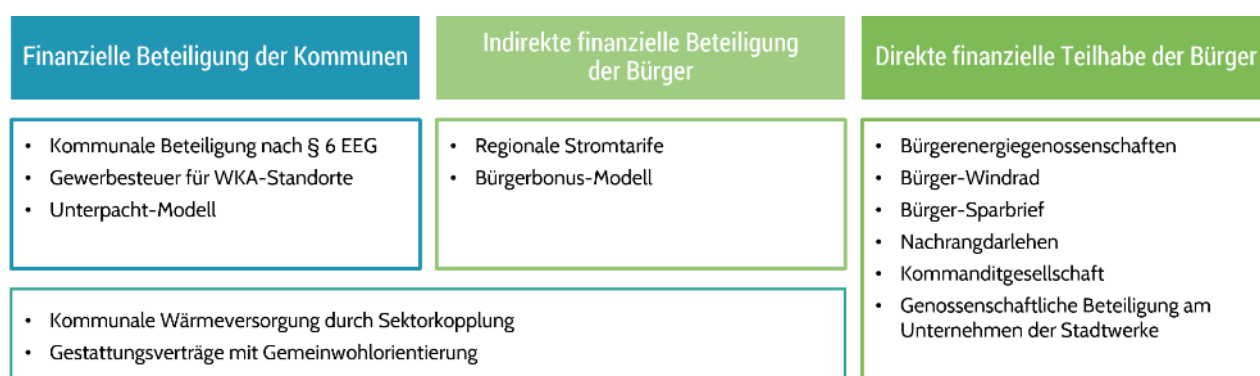 Finanzielle Beteiligung der Kommunen
• Kommunale Beteiligung nach § 6 EEG
• Gewerbesteuer für WKA-Standorte
• Unterpacht-Modell
Indirekte finanzielle Beteiligung
der Bürger
• Regionale Stromtarife
• Bürgerbonus-Modell
• Kommunale Wärmeversorgung durch Sektorkopplung
• Gestattungsverträge mit Gemeinwohlorientierung
Direkte finanzielle Teilhabe der Bürger
• Bürgerenergiegenossenschaften
• Bürger-Windrad
• Bürger-Sparbrief
• Nachrangdarlehen
• Kommanditgesellschaft
• Genossenschaftliche Beteiligung am
Unternehmen der Stadtwerke